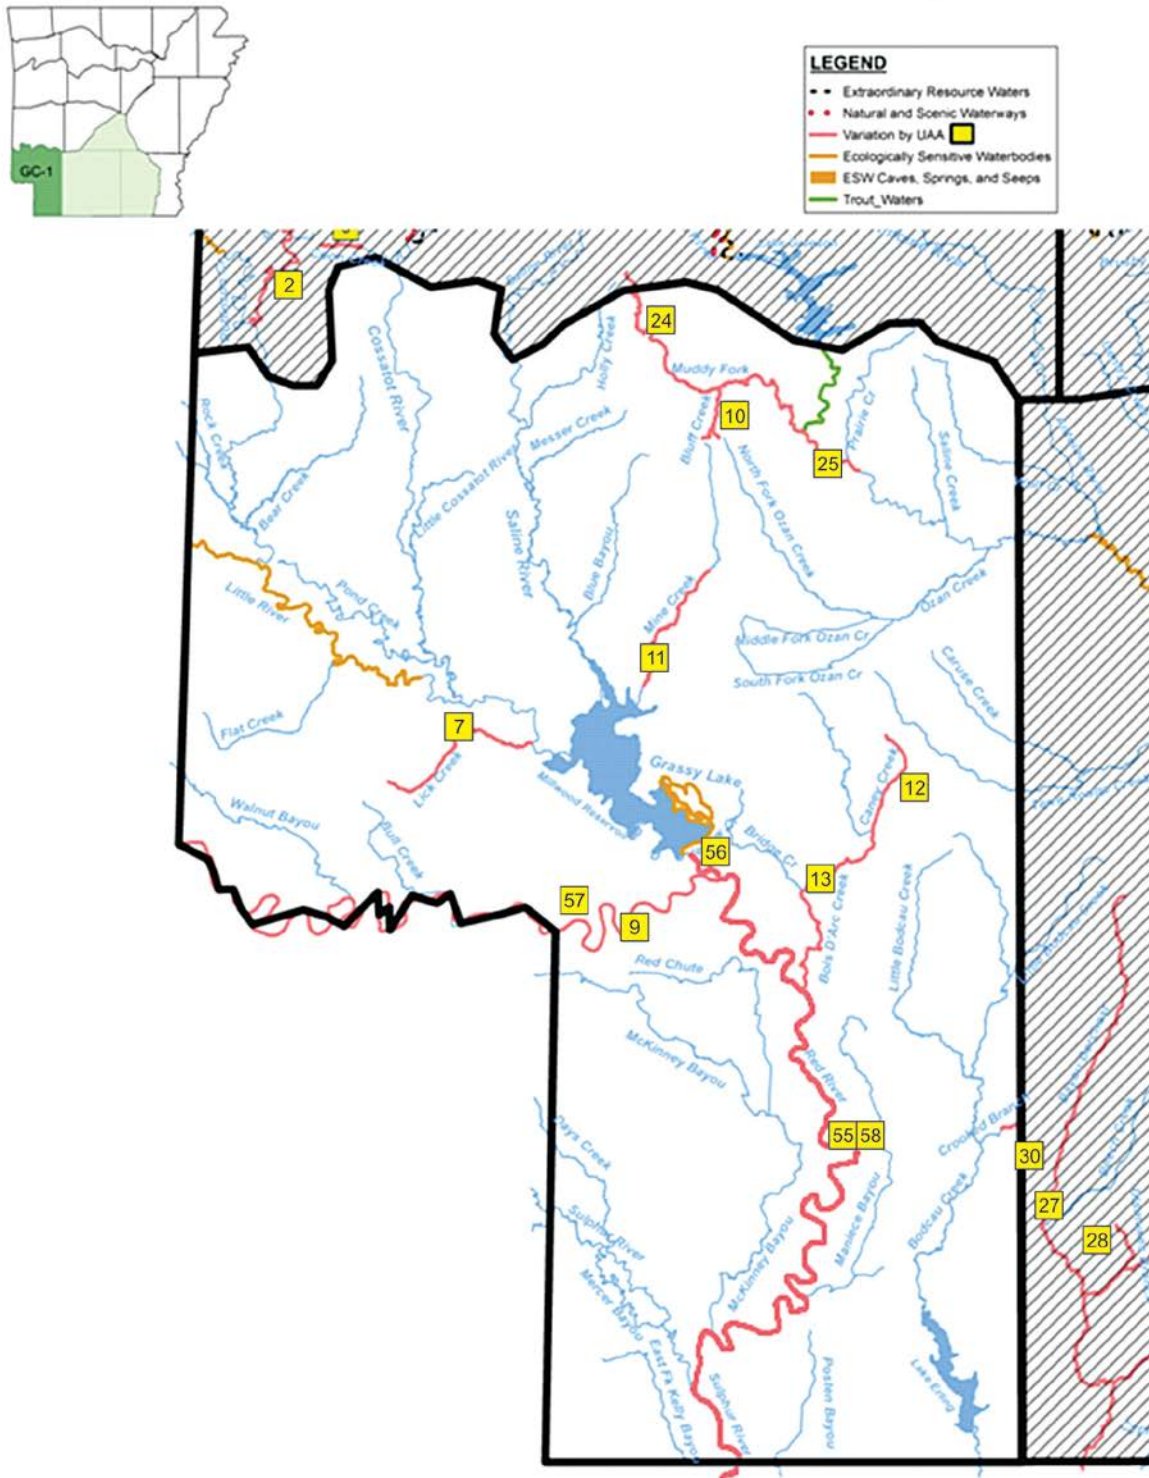 GC-1
LEGEND
Extraordinary Resource Waters
Natural and Scenic Waterways
Variation by UAA
Ecologically Sensitive Waterbodies
ESW Caves, Springs, and Seeps
Trout_Waters
2
24
Holly Creek
Cossatot River
Muddy Fork
Rock Creek
Messer Creek
Bluff Creek
10
Prairie Cr
25
Saline Creek
Bear Creek
Little Cossatot River
North Fork Ozan Creek
Saline River
Blue Bayou
Little River
Pond Creek
Mine Creek
Ozan Creek
Middle Fork Ozan Cr
11
South Fork Ozan Cr
Caruse Creek
Flat Creek
7
Lick Creek
Grassy Lake
Caney Creek
12
Millwood Reservoir
Walnut Bayou
Bull Creek
Bridge Cr
56
13
57
9
Bois D'Arc Creek
Little Bodcau Creek
Red Chute
McKinney Bayou
Red River
Days Creek
55
58
Crooked Branch
30
27
28
Sulphur River
Mercer Bayou
McKinney Bayou
Maniece Bayou
Bodcau Creek
East Fk Kelly Bayou
Sulphur River
Posten Bayou
Lake Erling